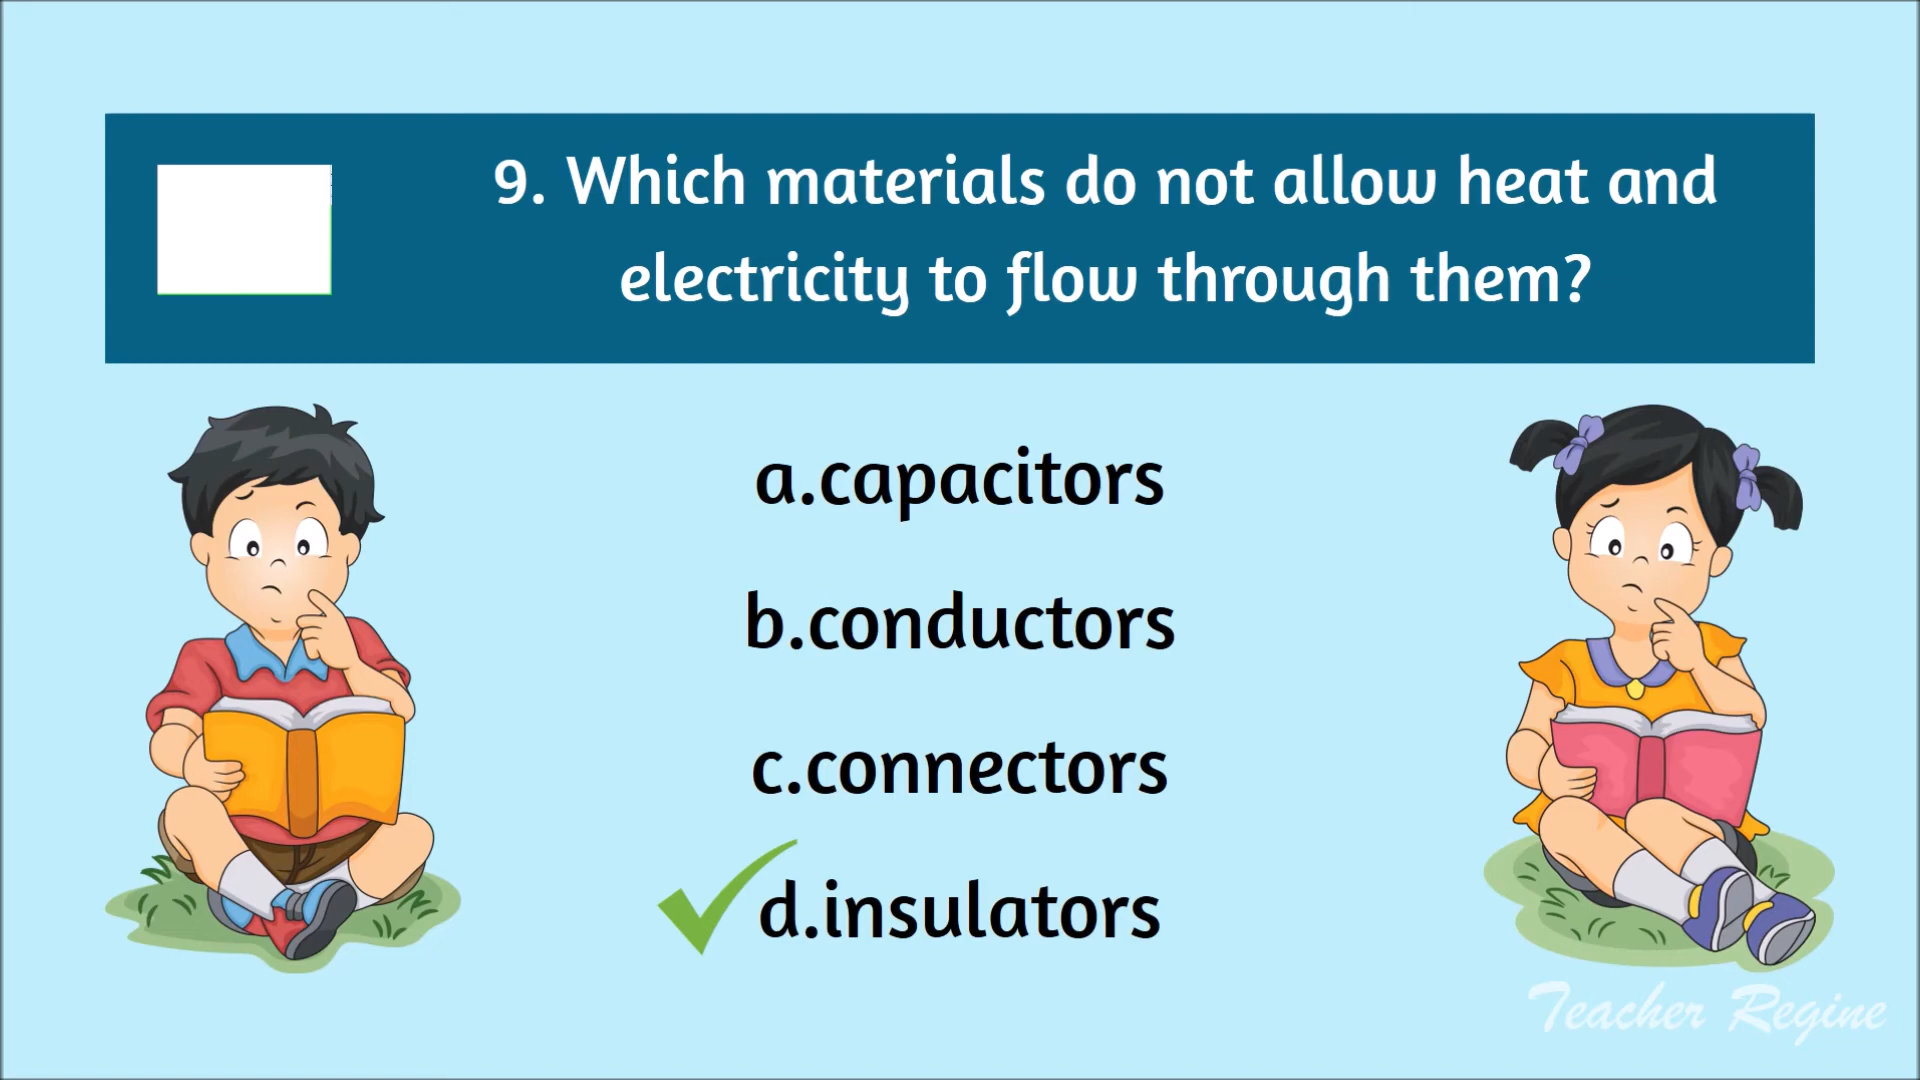 9. Which materials do not allow heat and
electricity to flow through them?
a.capacitors
b.conductors
c.connectors
d.insulators
Teacher Regine